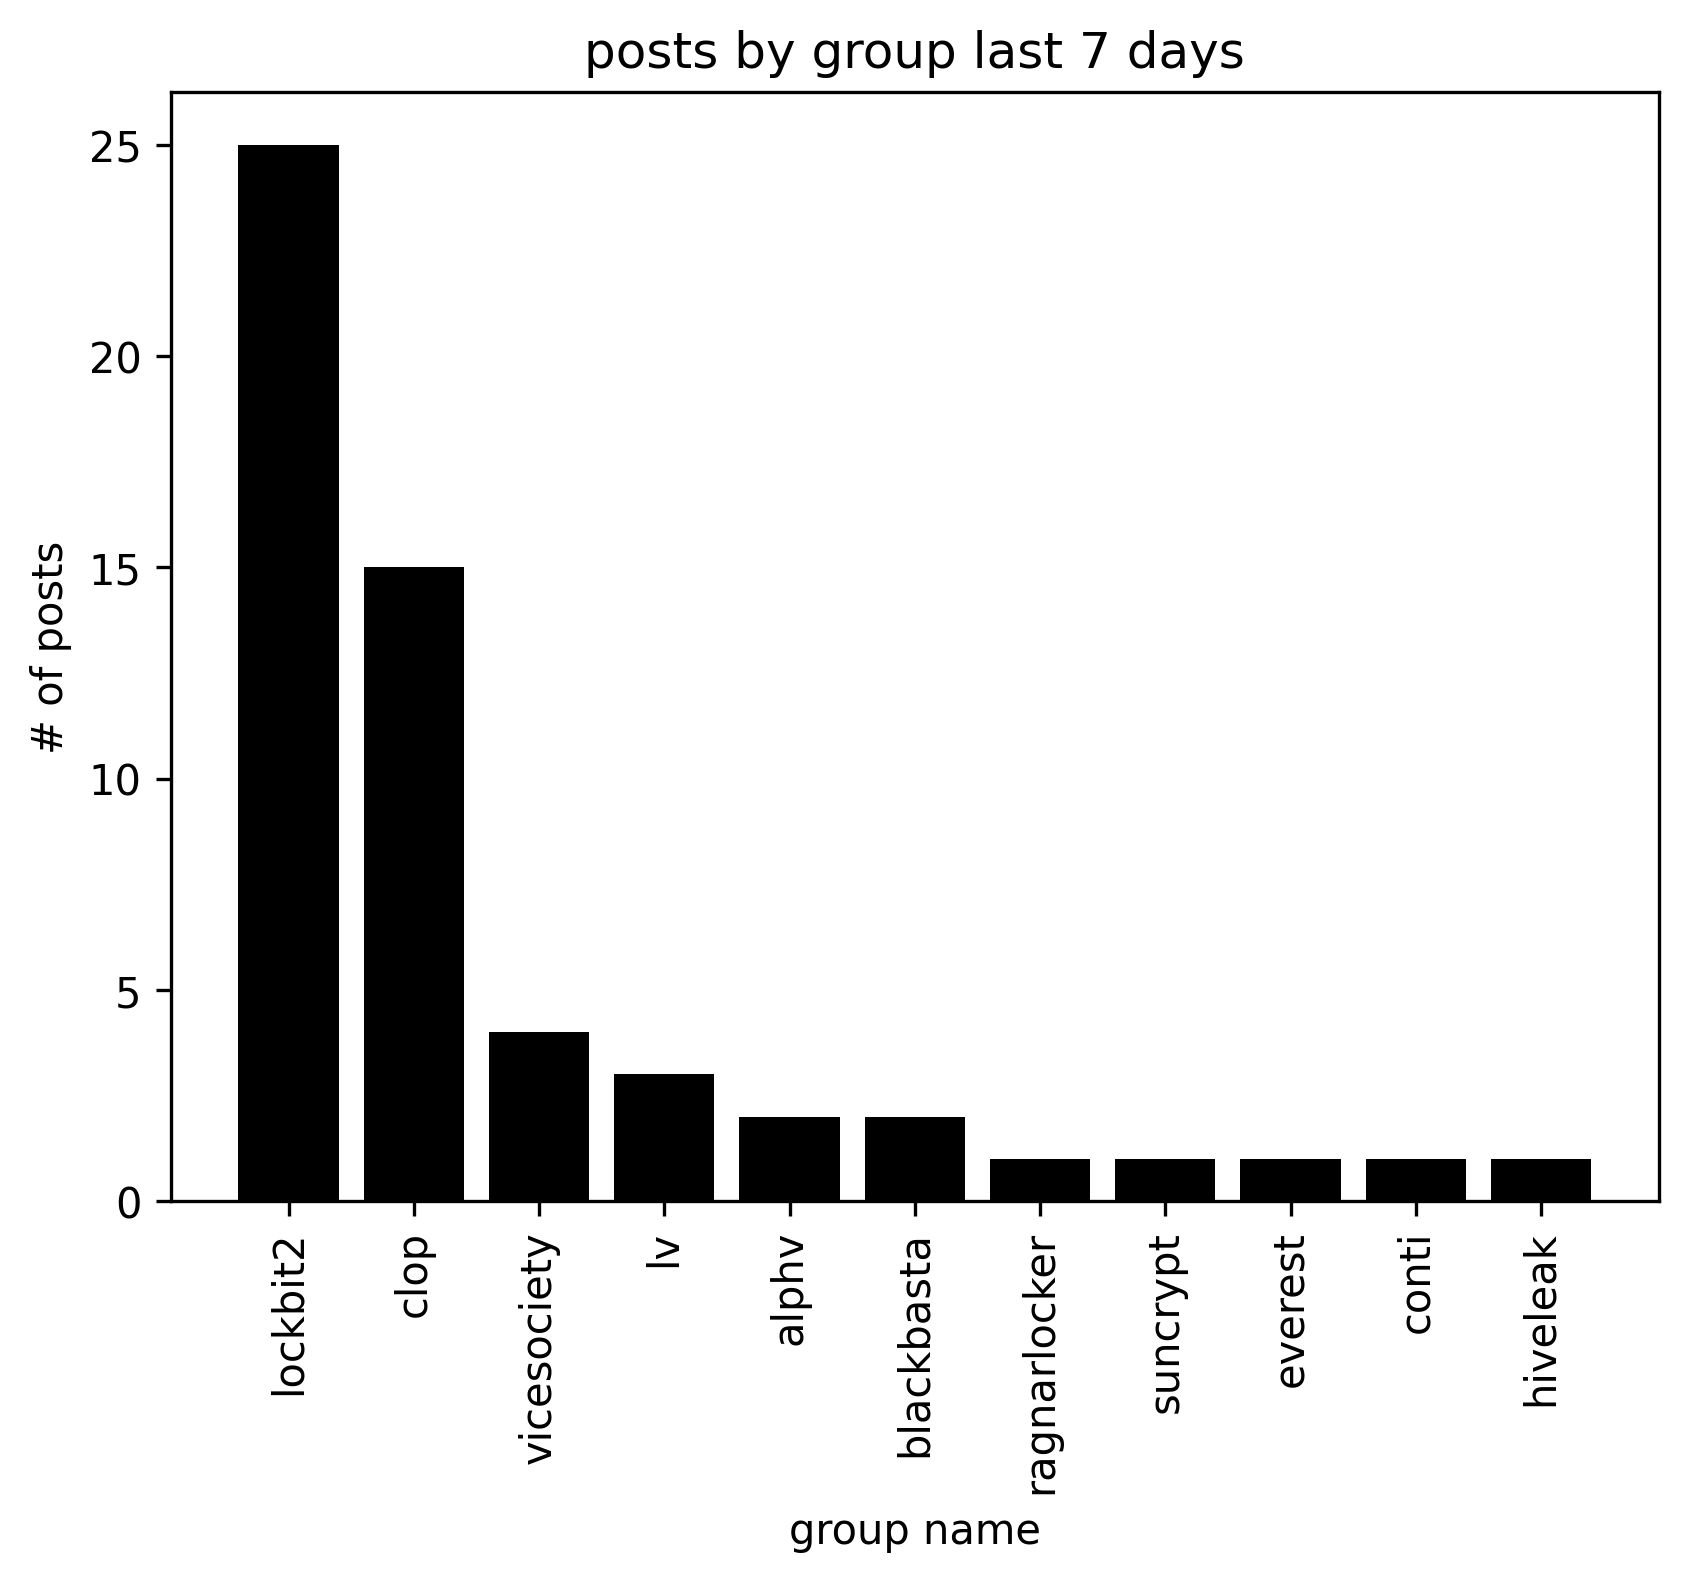 posts by group last 7 days
# of posts
25
20
15
10
5
0
lockbit2
clop
vicesociety
lv
alphv
blackbasta
ragnarlocker
suncrypt
everest
conti
hiveleak
group name